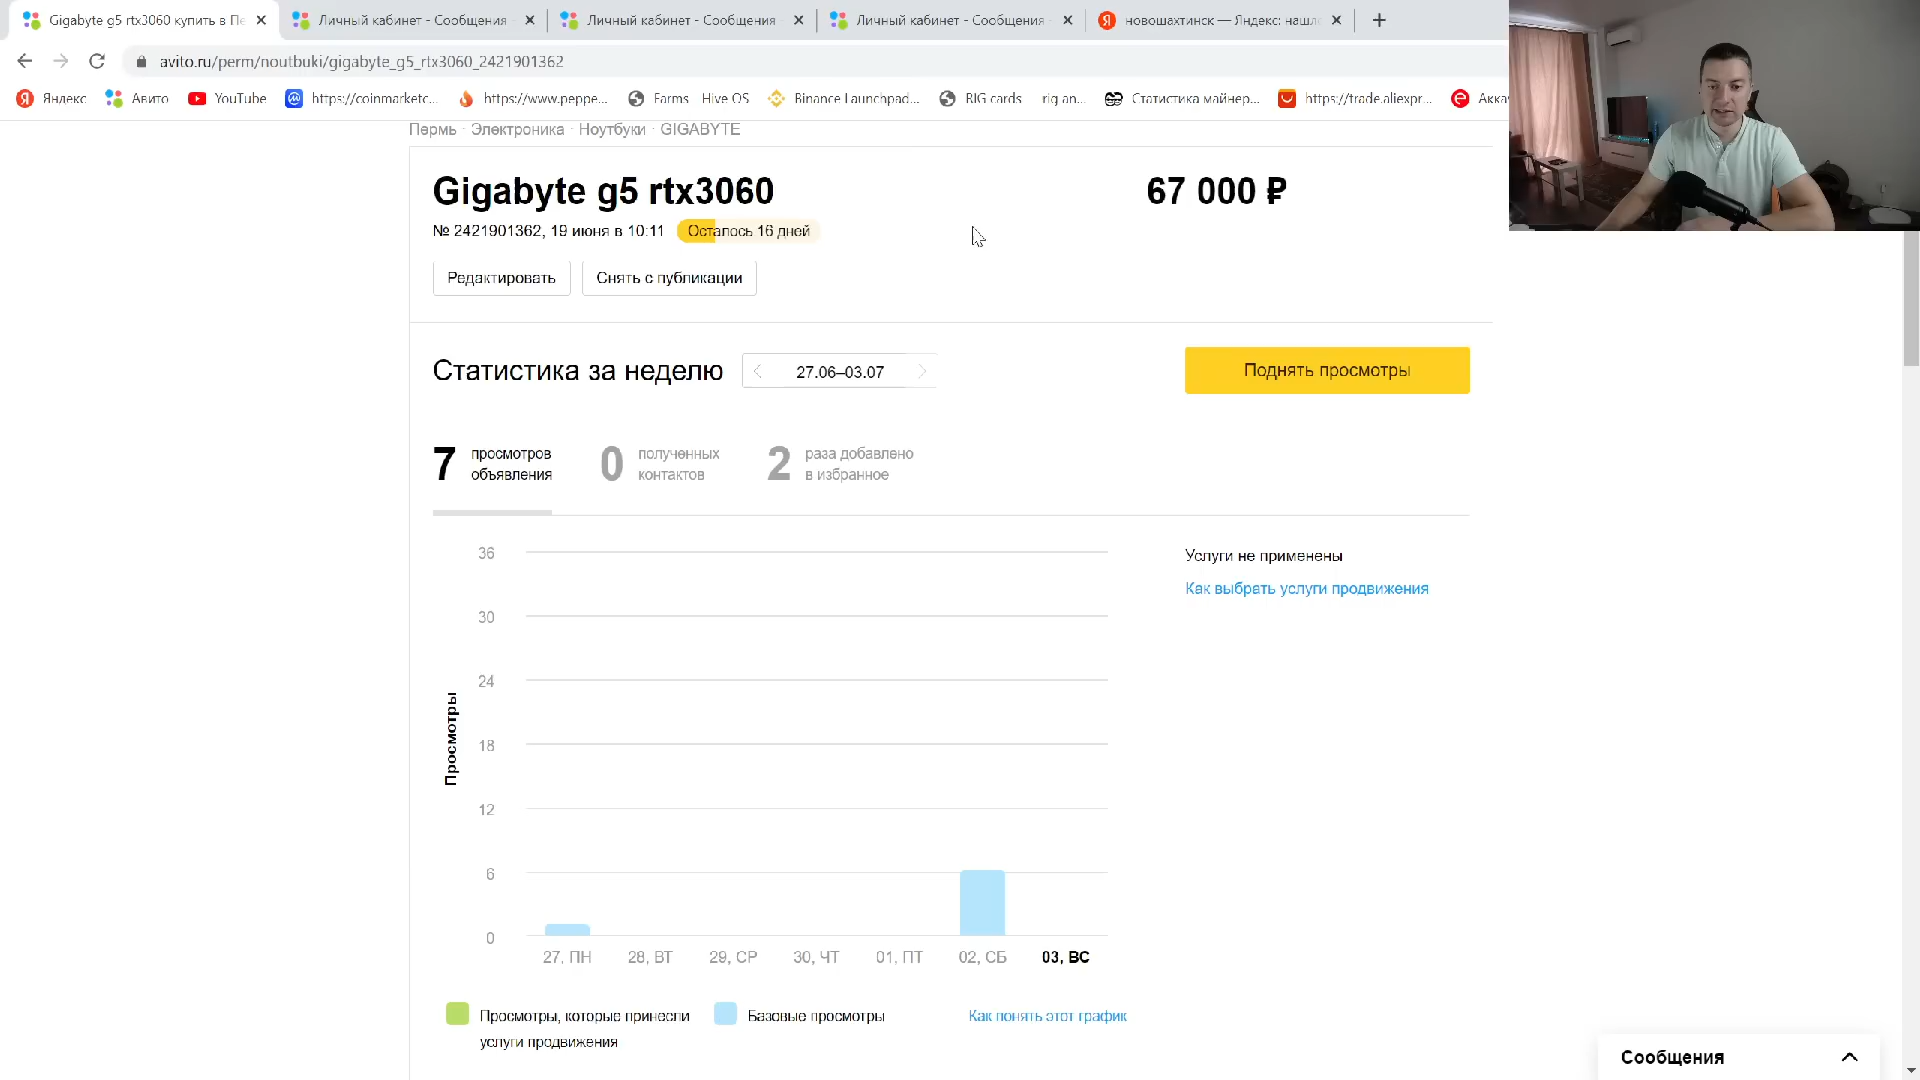 Gigabyte g5 rtx3060 купить в Пе
Личный кабинет - Сообщения
Личный кабинет - Сообщения
Личный кабинет - Сообщения
новошахтинск — Яндекс: нашл
avito.ru/perm/noutbuki/gigabyte_g5_rtx3060_2421901362
Яндекс
Авито
YouTube
https://coinmarketc...
https://www.peppe...
Farms
Hive OS
Binance Launchpad...
RIG cards
rig an...
Статистика майнер...
https://trade.aliexpr...
Акка
Пермь · Электроника · Ноутбуки · GIGABYTE
Gigabyte g5 rtx3060
67 000 ₽
№ 2421901362, 19 июня в 10:11
Осталось 16 дней
Редактировать
Снять с публикации
Статистика за неделю
27.06–03.07
Поднять просмотры
7 просмотров
объявления
0 полученных
контактов
2 раза добавлено
в избранное
Услуги не применены
Как выбрать услуги продвижения
Просмотры
36
30
24
18
12
6
0
27, ПН
28, ВТ
29, СР
30, ЧТ
01, ПТ
02, СБ
03, ВС
Просмотры, которые принесли
услуги продвижения
Базовые просмотры
Как понять этот график
Сообщения